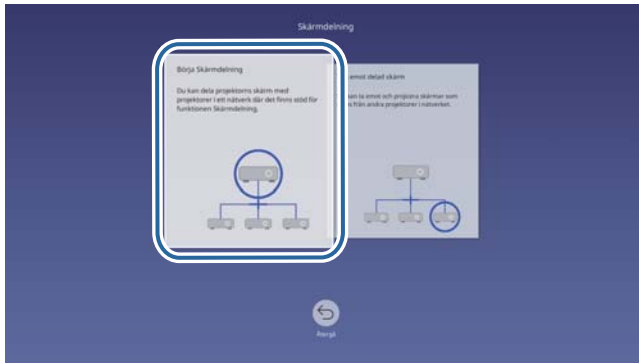 Skärmdelning
Börja Skärmdelning
Du kan dela projektorns skärm med
projektorer i ett nätverk där det finns stöd för
funktionen Skärmdelning.
emot delad skärm
kan ta emot och projicera skärmar som
från andra projektorer i nätverket.
Återgå